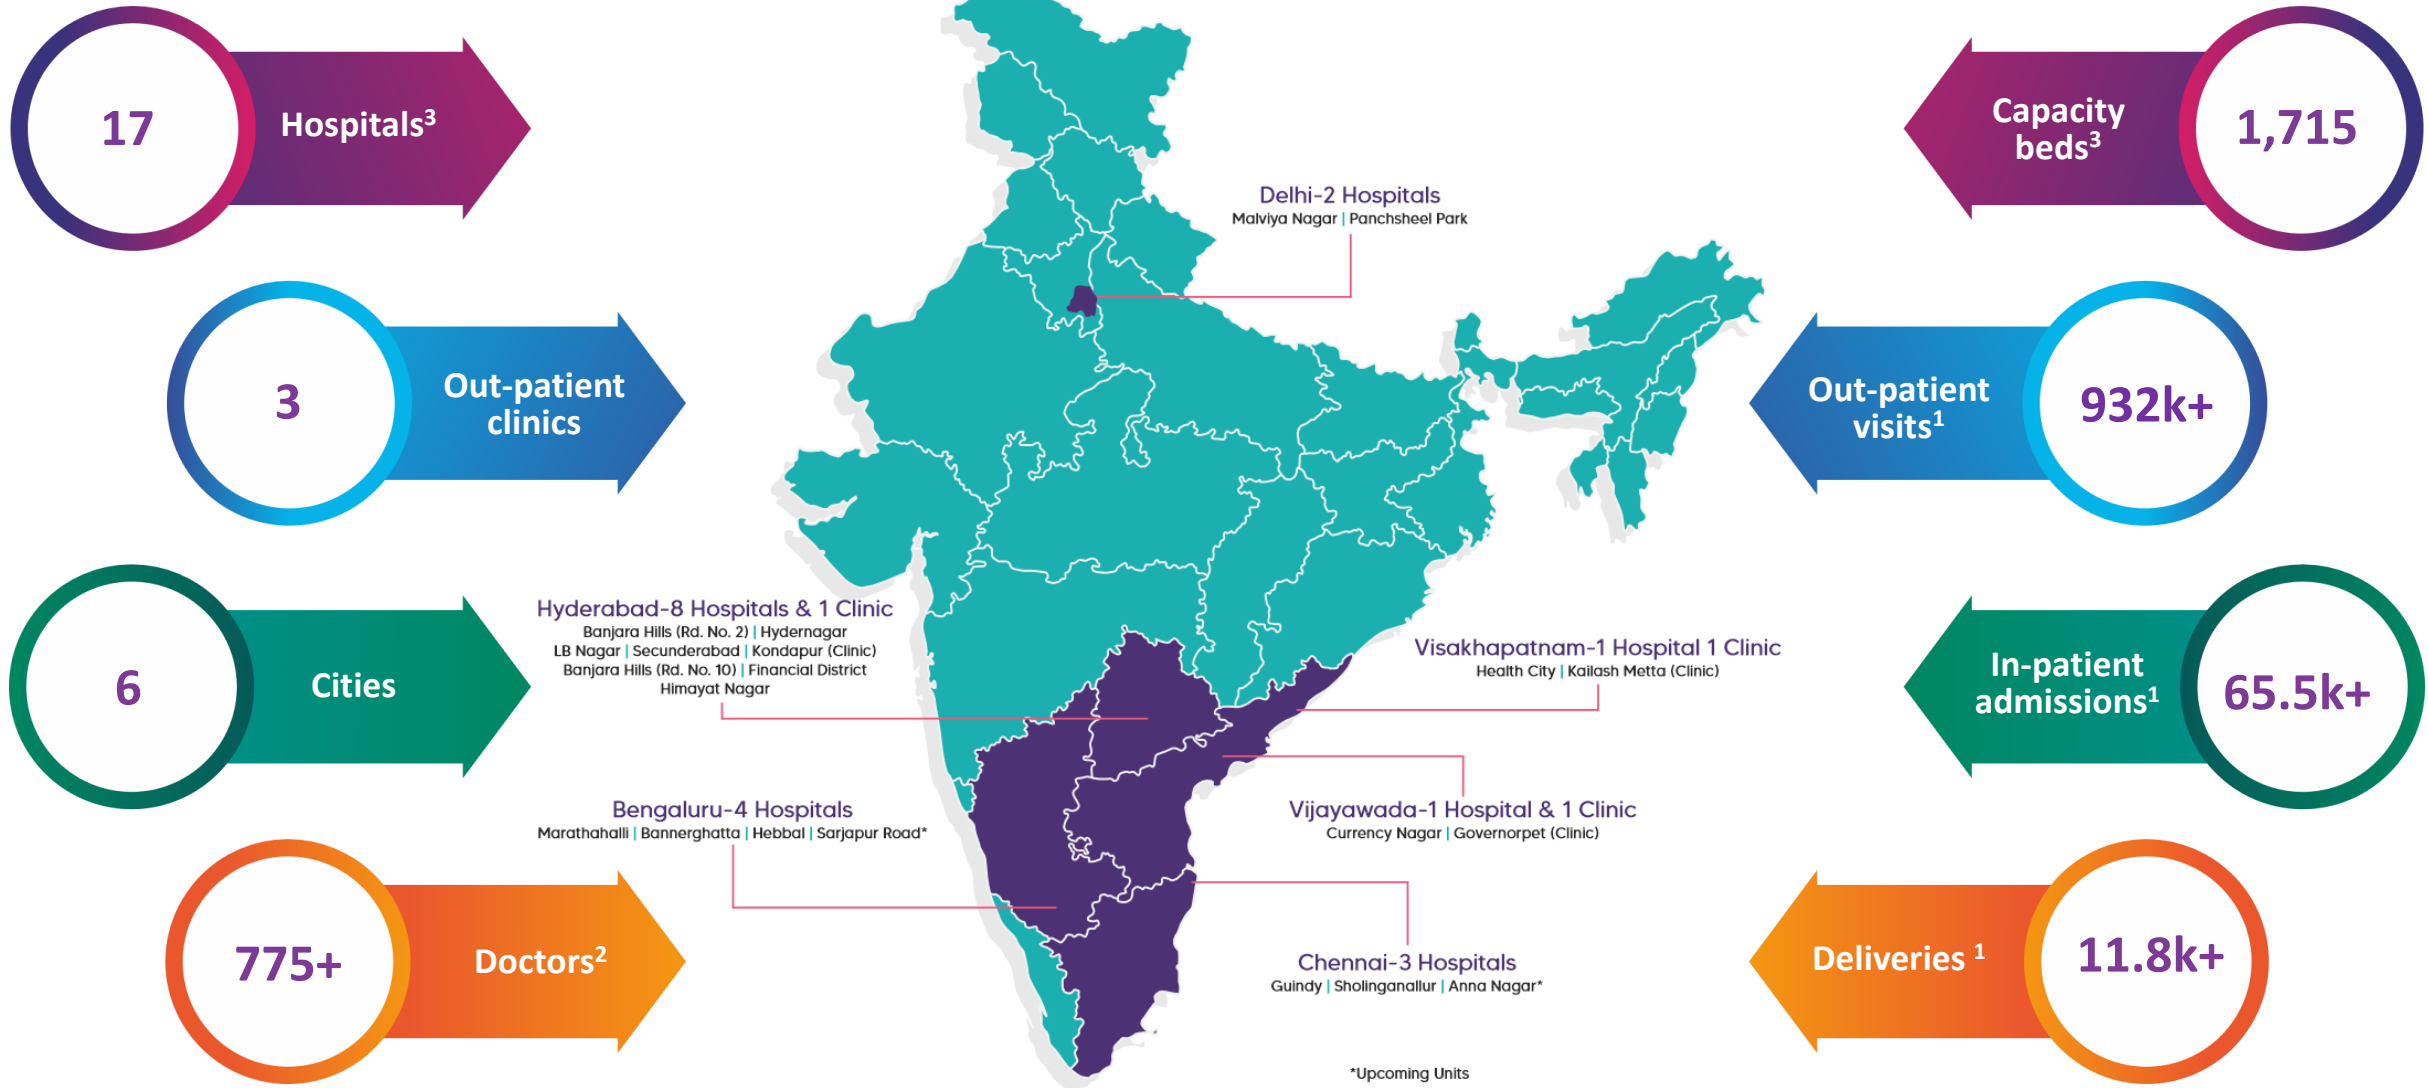 17
Hospitals3
3
Out-patient
clinics
6
Cities
775+
Doctors2
Delhi-2 Hospitals
Malviya Nagar | Panchsheel Park
Hyderabad-8 Hospitals & 1 Clinic
Banjara Hills (Rd. No. 2) | Hydernagar
LB Nagar | Secunderabad | Kondapur (Clinic)
Banjara Hills (Rd. No. 10) | Financial District
Himayat Nagar
Bengaluru-4 Hospitals
Marathahalli | Bannerghatta | Hebbal | Sarjapur Road*
Visakhapatnam-1 Hospital 1 Clinic
Health City | Kailash Metta (Clinic)
Vijayawada-1 Hospital & 1 Clinic
Currency Nagar | Governorpet (Clinic)
Chennai-3 Hospitals
Guindy | Sholinganallur | Anna Nagar*
*Upcoming Units
Capacity
beds3
1,715
Out-patient
visits1
932k+
In-patient
admissions1
65.5k+
Deliveries 1
11.8k+